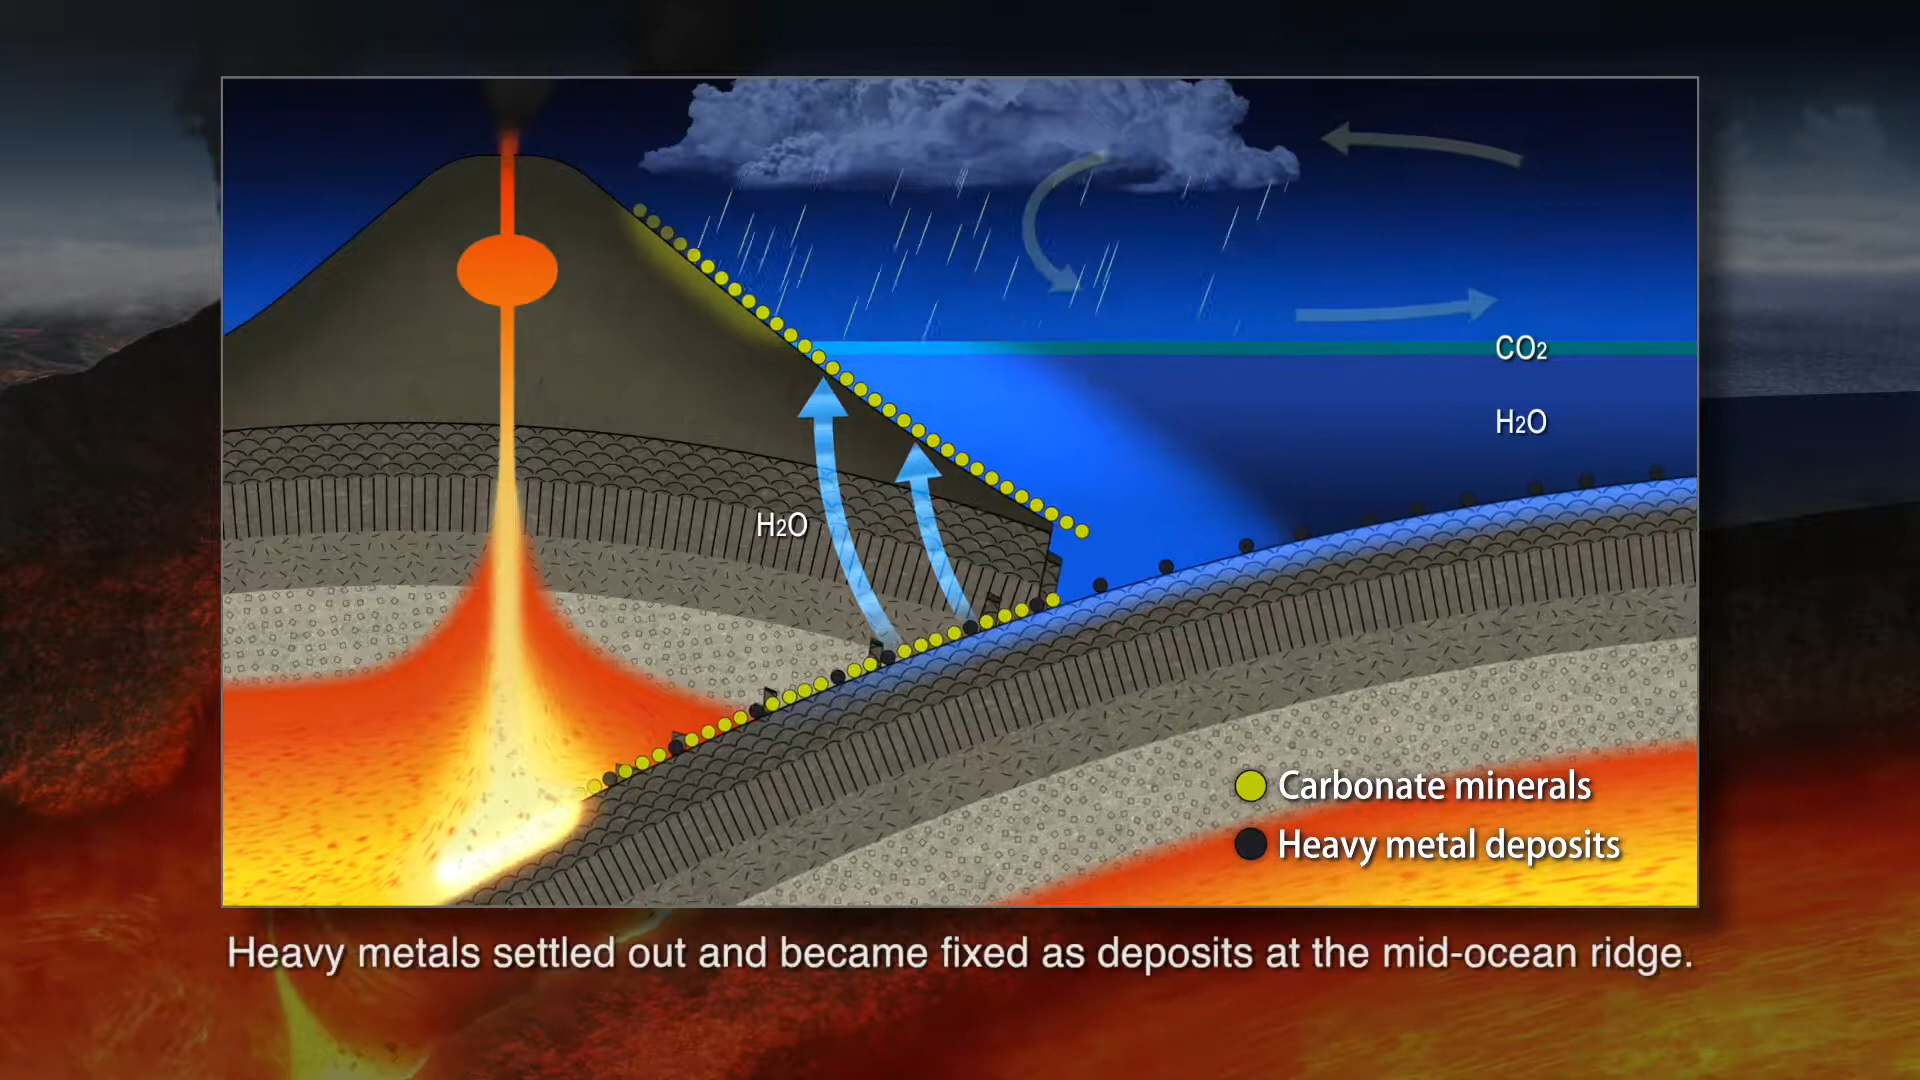 CO2
H2O
H2O
Carbonate minerals
Heavy metal deposits
Heavy metals settled out and became fixed as deposits at the mid-ocean ridge.